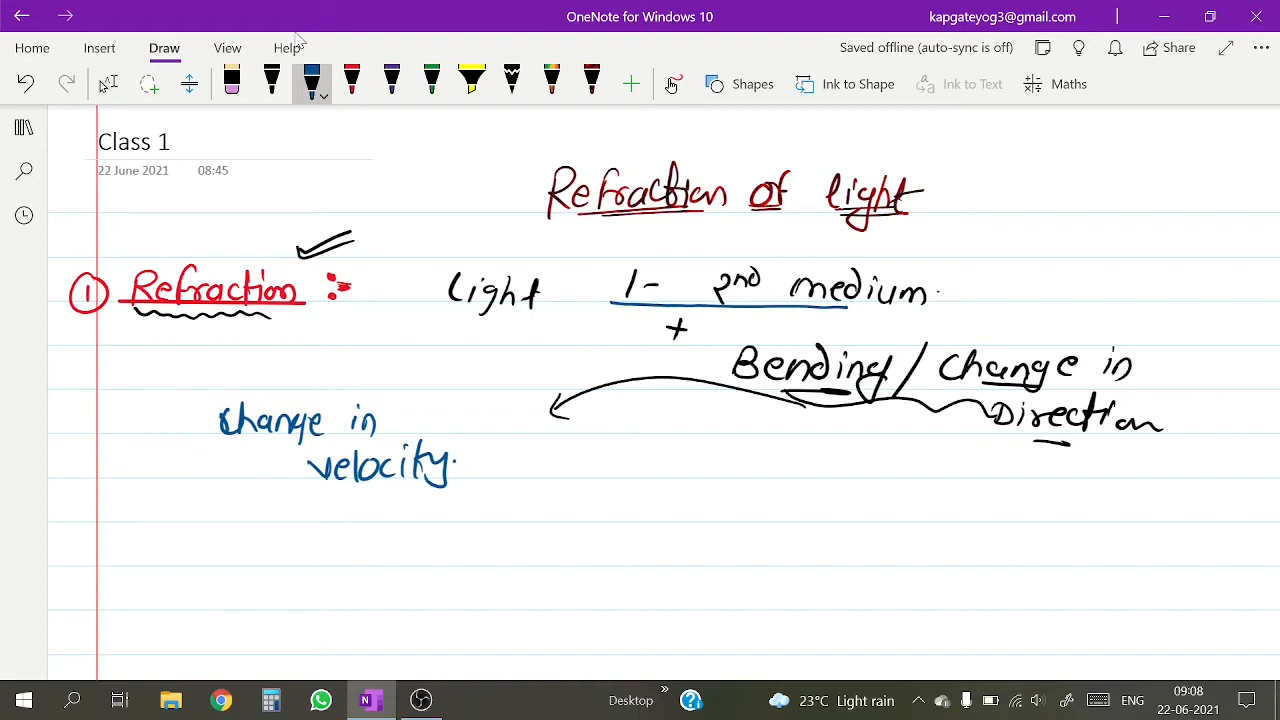 OneNote for Windows 10
kapgateyog3@gmail.com
Home Insert Draw View Help
Saved offline (auto-sync is off) Share
Shapes Ink to Shape Ink to Text Maths
Class 1
22 June 2021 08:45
Refraction of light
① Refraction :-
light 1- 2nd medium.
+
Bending / Change in
Direction
change in
velocity.
Desktop » 23°C Light rain ENG 09:08
22-06-2021